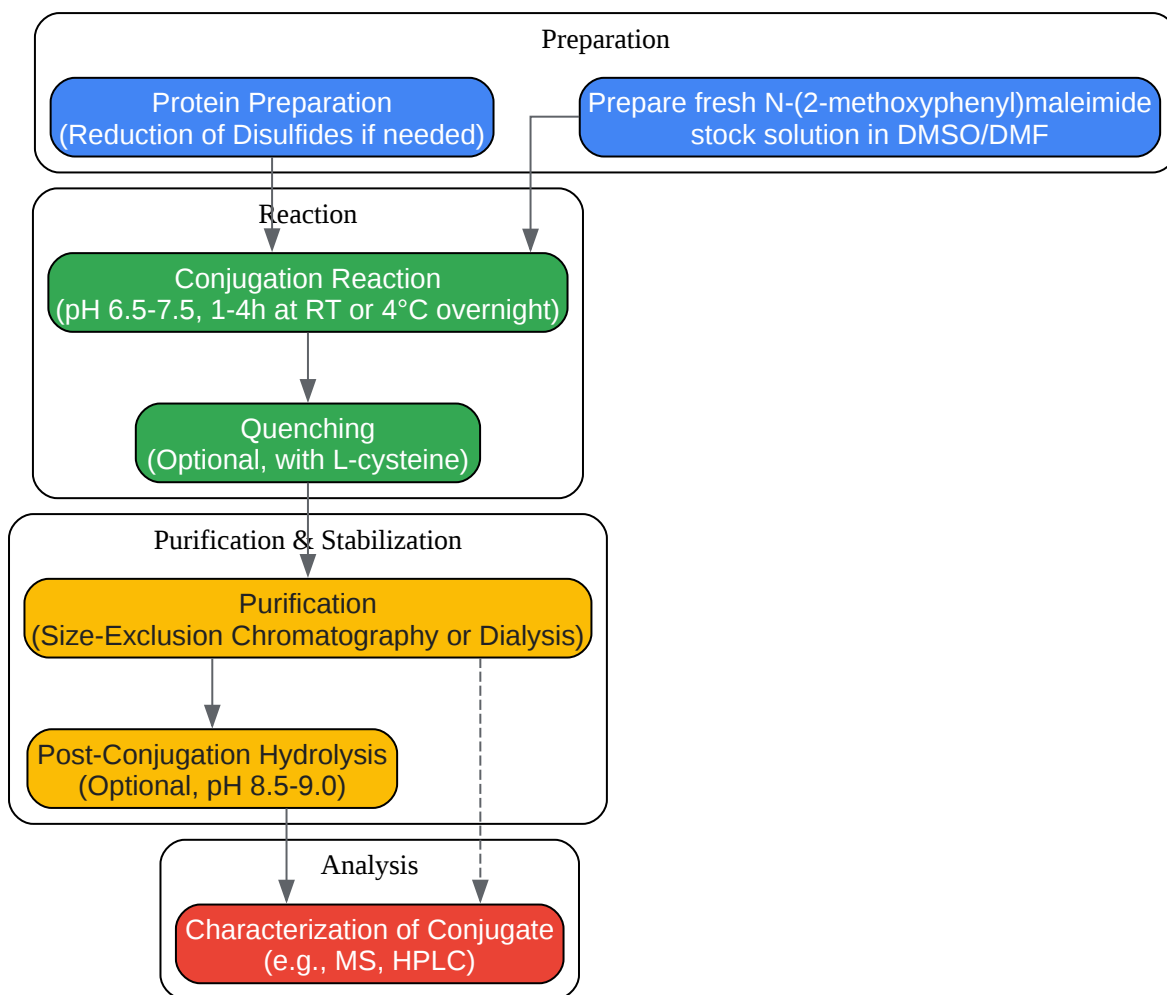 Preparation
Protein Preparation
(Reduction of Disulfides if needed)
Prepare fresh N-(2-methoxyphenyl)maleimide
stock solution in DMSO/DMF
Reaction
Conjugation Reaction
(pH 6.5-7.5, 1-4h at RT or 4°C overnight)
Quenching
(Optional, with L-cysteine)
Purification & Stabilization
Purification
(Size-Exclusion Chromatography or Dialysis)
Post-Conjugation Hydrolysis
(Optional, pH 8.5-9.0)
Analysis
Characterization of Conjugate
(e.g., MS, HPLC)